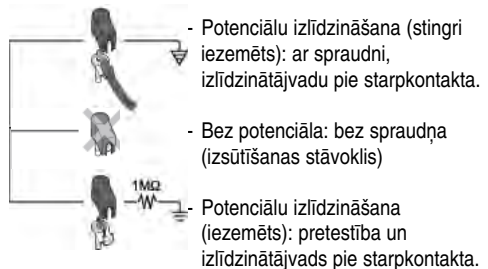 - Potenciālu izlīdzināšana (stingri
iezemēts): ar spraudni,
izlīdzinātājvadu pie starpkontakta.
- Bez potenciāla: bez spraudņa
(izsūtīšanas stāvoklis)
1MΩ
- Potenciālu izlīdzināšana
(iezemēts): pretestība un
izlīdzinātājvads pie starpkontakta.